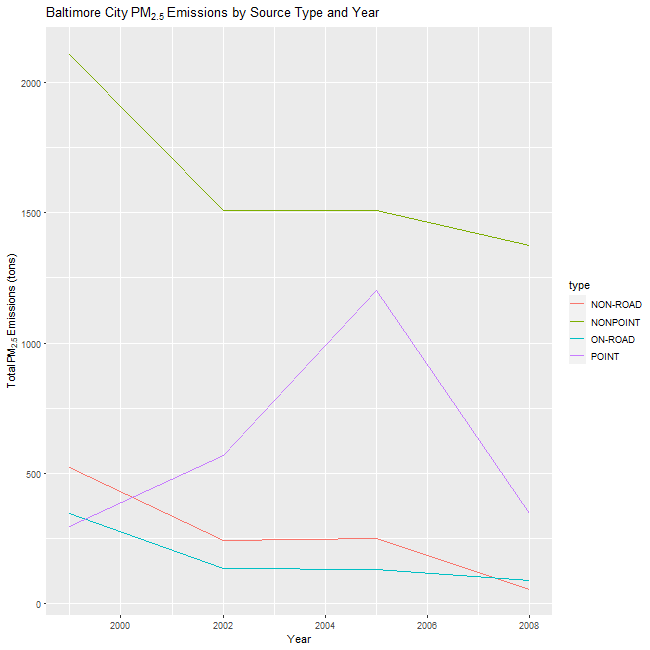 Baltimore City PM2.5 Emissions by Source Type and Year
2000
1500
1000
500
0
Total PM2.5 Emissions (tons)
2000 2002 2004 2006 2008
Year
type
NON-ROAD
NONPOINT
ON-ROAD
POINT